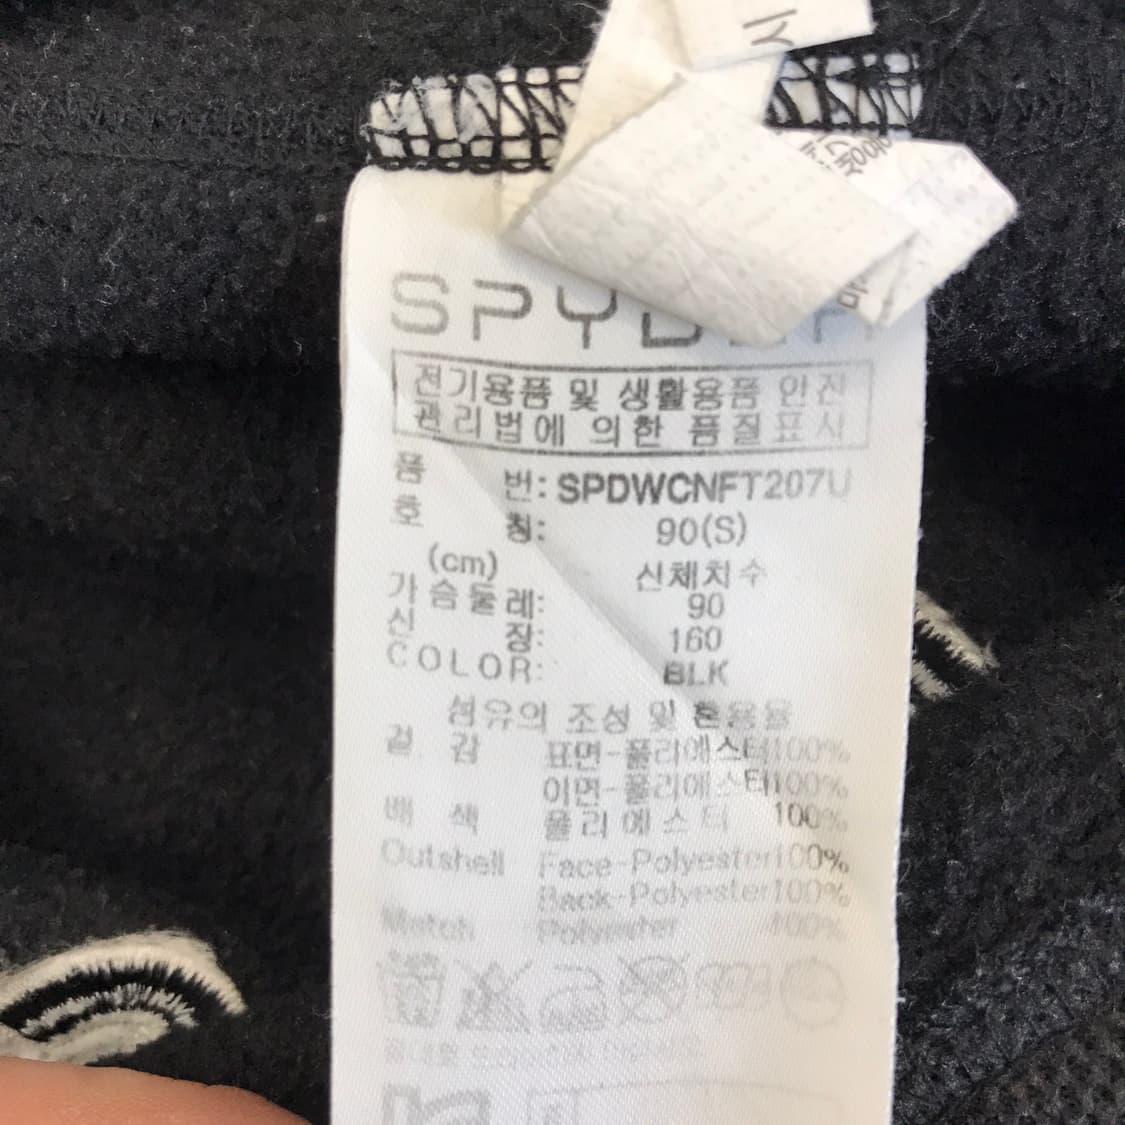 SPYDER
전기용품 및 생활용품 안전
관리법에 의한 품질표시
품 번: SPDWCNFT207U
호 칭: 90(S)
(cm) 신체치수
가슴둘레: 90
신 장: 160
COLOR: BLK
섬유의 조성 및 혼용율
겉 감 표면-폴리에스터100%
이면-폴리에스터100%
배 색 폴리에스터 100%
Outshell Face-Polyester100%
Back-Polyester100%
Match Polyester 100%